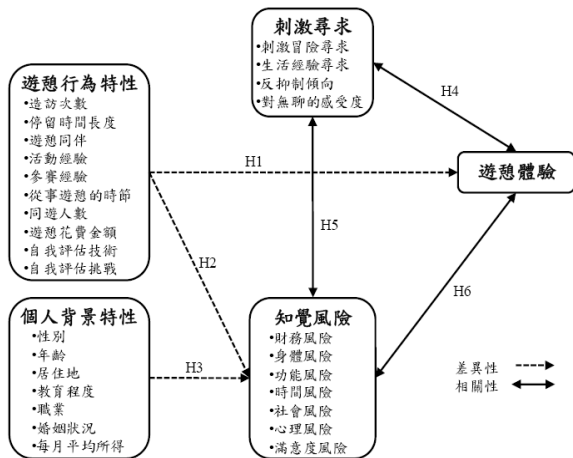 刺激尋求
•刺激冒險尋求
•生活經驗尋求
•反抑制傾向
•對無聊的感受度
遊憩行為特性
•造訪次數
•停留時間長度
•遊憩同伴
•活動經驗
•參賽經驗
•從事遊憩的時節
•同遊人數
•遊憩花費金額
•自我評估技術
•自我評估挑戰
H4
H1
遊憩體驗
H5
H2
H6
個人背景特性
•性別
•年齡
•居住地
•教育程度
•職業
•婚姻狀況
•每月平均所得
H3
知覺風險
•財務風險
•身體風險
•功能風險
•時間風險
•社會風險
•心理風險
•滿意度風險
差異性
相關性